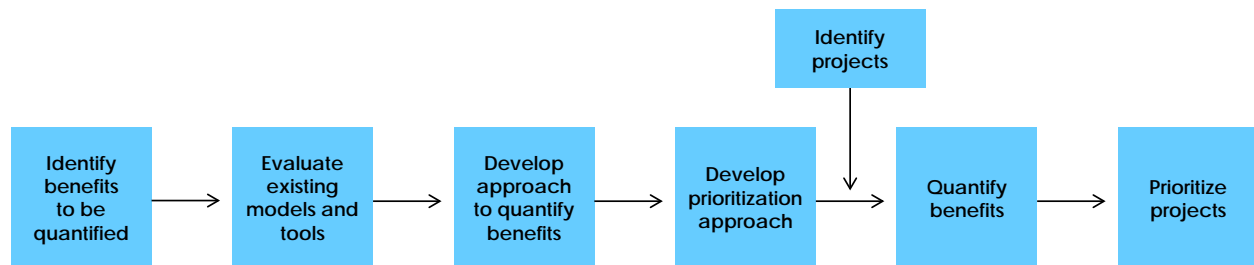 Identify
projects
Identify
benefits
to be
quantified
Evaluate
existing
models and
tools
Develop
approach
to quantify
benefits
Develop
prioritization
approach
Quantify
benefits
Prioritize
projects